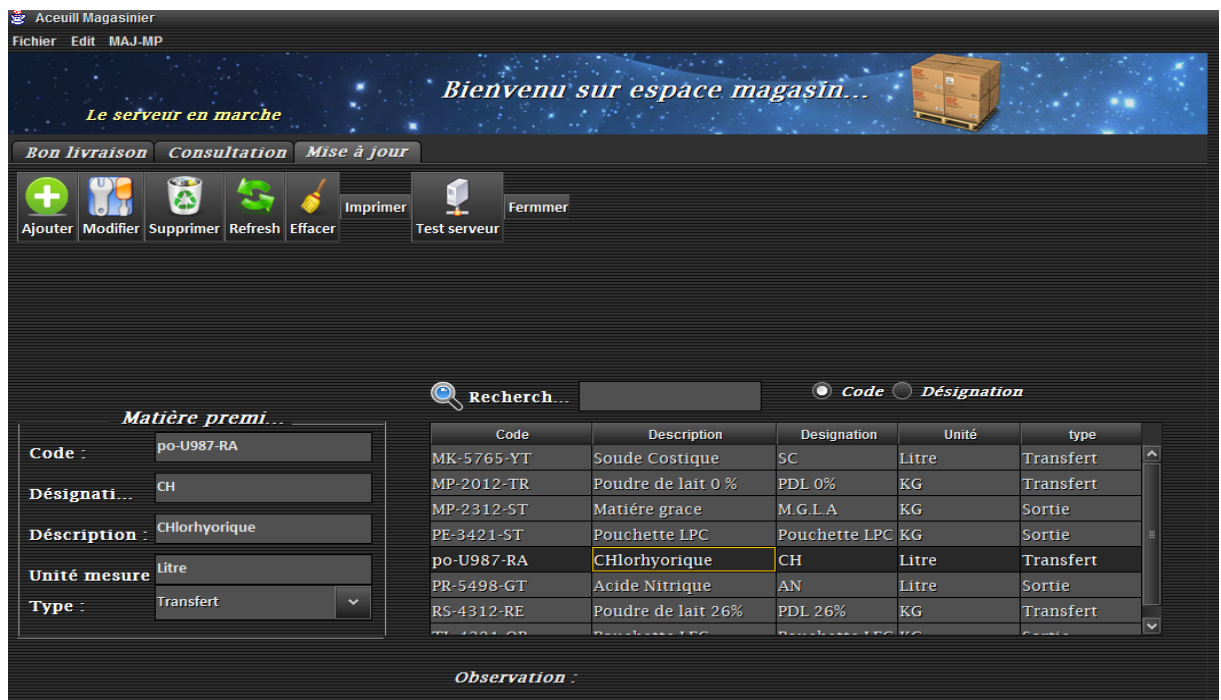 Aceuill Magasinier
Fichier Edit MAJ-MP
Bienvenu sur espace magasin...
Le serveur en marche
Bon livraison Consultation Mise à jour
Ajouter Modifier Supprimer Refresh Effacer Imprimer Test serveur Fermmer
Recherch... Code Désignation
Matière premi...
Code : po-U987-RA
Désignati... CH
Déscription : CHlorhyorique
Unité mesure Litre
Type : Transfert
Code Description Designation Unité type
MK-5765-YT Soude Costique SC Litre Transfert
MP-2012-TR Poudre de lait 0 % PDL 0% KG Transfert
MP-2312-ST Matiére grace M.G.L.A KG Sortie
PE-3421-ST Pouchette LPC Pouchette LPC KG Sortie
po-U987-RA CHlorhyorique CH Litre Transfert
PR-5498-GT Acide Nitrique AN Litre Sortie
RS-4312-RE Poudre de lait 26% PDL 26% KG Transfert
Observation :